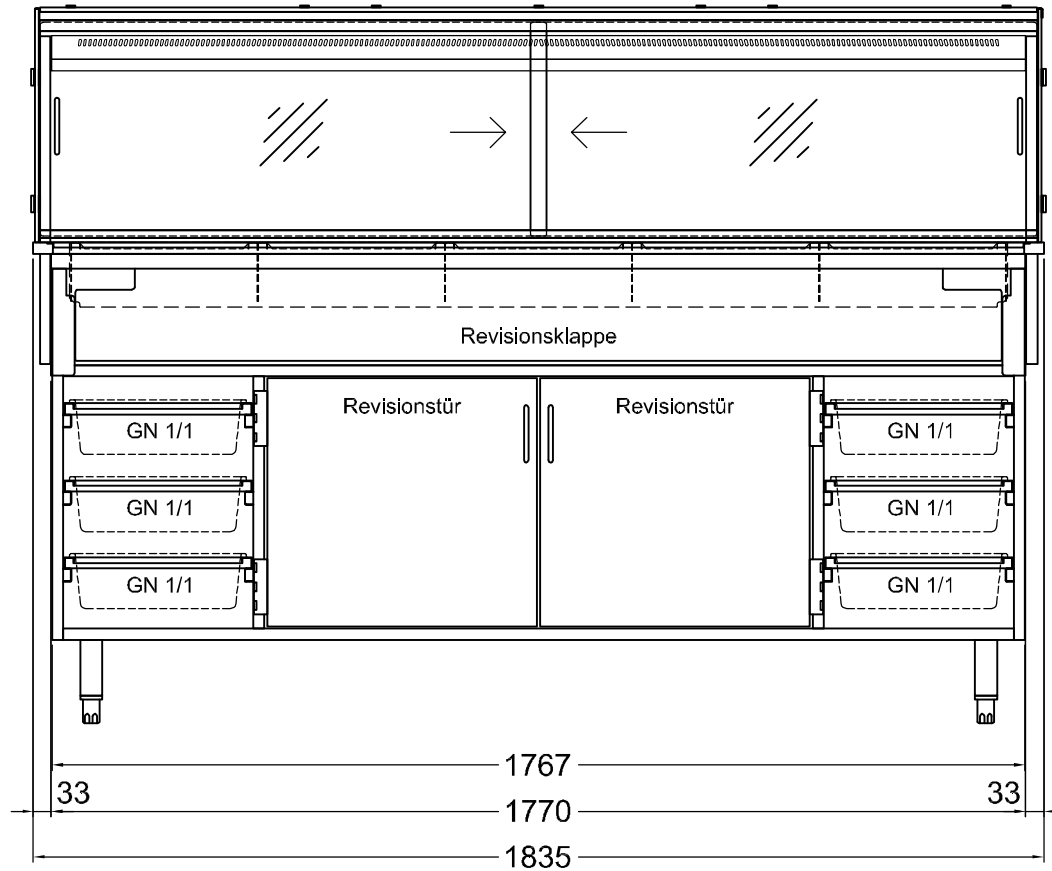 Revisionsklappe
Revisionstür Revisionstür
GN 1/1 GN 1/1
GN 1/1 GN 1/1
GN 1/1 GN 1/1
1767
33 33
1770
1835